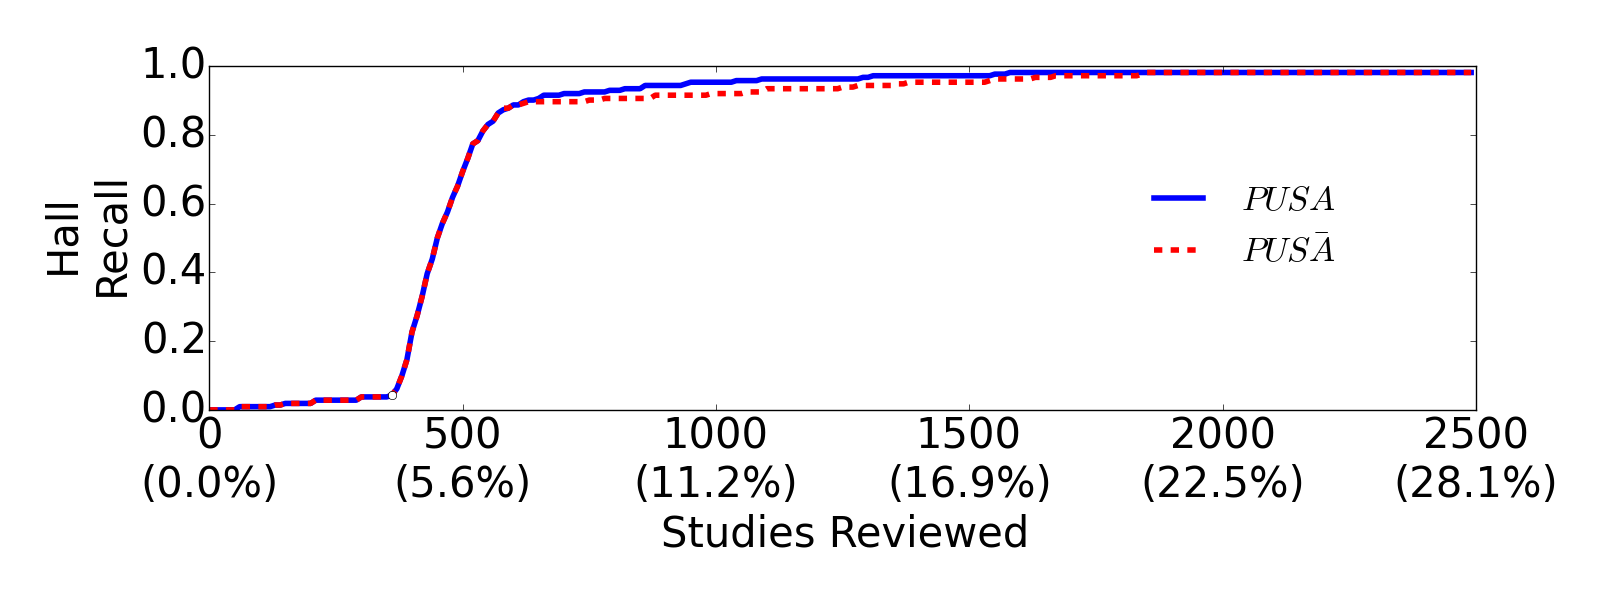 Hall
Recall
1.0
0.8
0.6
0.4
0.2
0.0
PUSA
PUSĀ
0 500 1000 1500 2000 2500
(0.0%) (5.6%) (11.2%) (16.9%) (22.5%) (28.1%)
Studies Reviewed